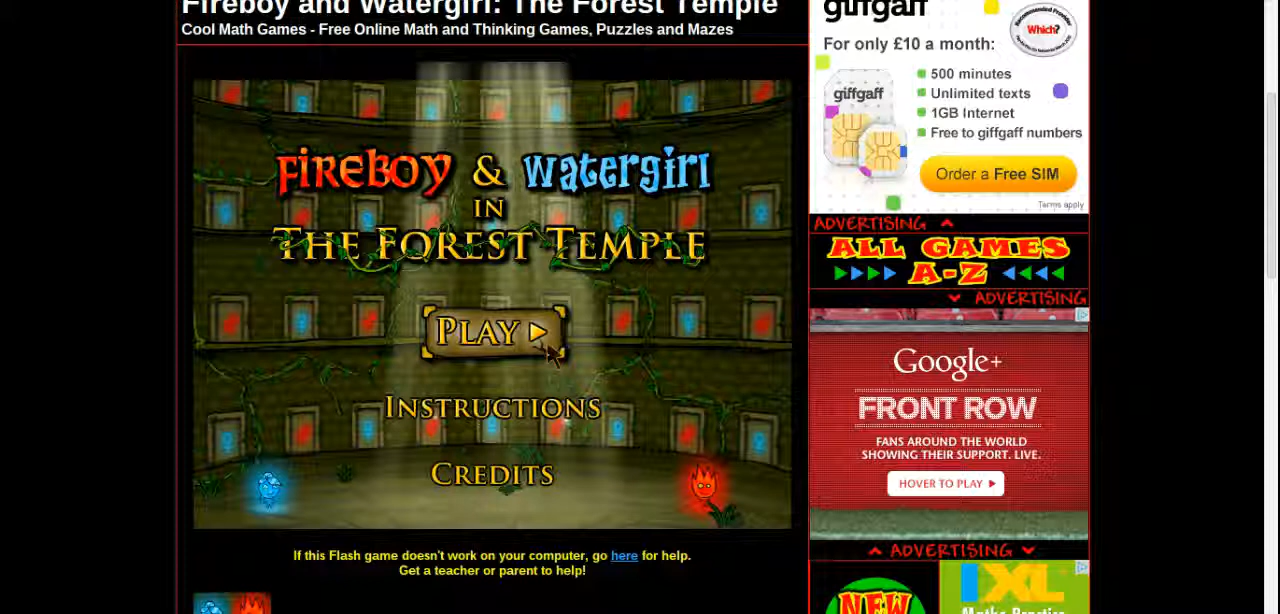 Fireboy and Watergirl: The Forest Temple
Cool Math Games - Free Online Math and Thinking Games, Puzzles and Mazes
FIREBOY & WATERGIRL
IN
THE FOREST TEMPLE
PLAY
INSTRUCTIONS
CREDITS
If this Flash game doesn't work on your computer, go here for help.
Get a teacher or parent to help!
giffgaff
Recommended Provider
Which?
For only £10 a month:
giffgaff
500 minutes
Unlimited texts
1GB Internet
Free to giffgaff numbers
Order a Free SIM
Terms apply
ADVERTISING
ALL GAMES
A-Z
ADVERTISING
Google+
FRONT ROW
FANS AROUND THE WORLD
SHOWING THEIR SUPPORT. LIVE.
HOVER TO PLAY
ADVERTISING
NEW
IXL
Maths Practice